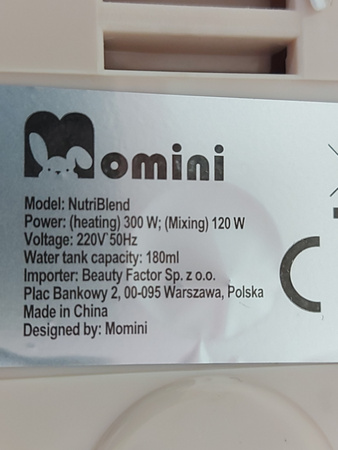 Momini
Model: NutriBlend
Power: (heating) 300 W; (Mixing) 120 W
Voltage: 220V~50Hz
Water tank capacity: 180ml
Importer: Beauty Factor Sp. z o.o.
Plac Bankowy 2, 00-095 Warszawa, Polska
Made in China
Designed by: Momini